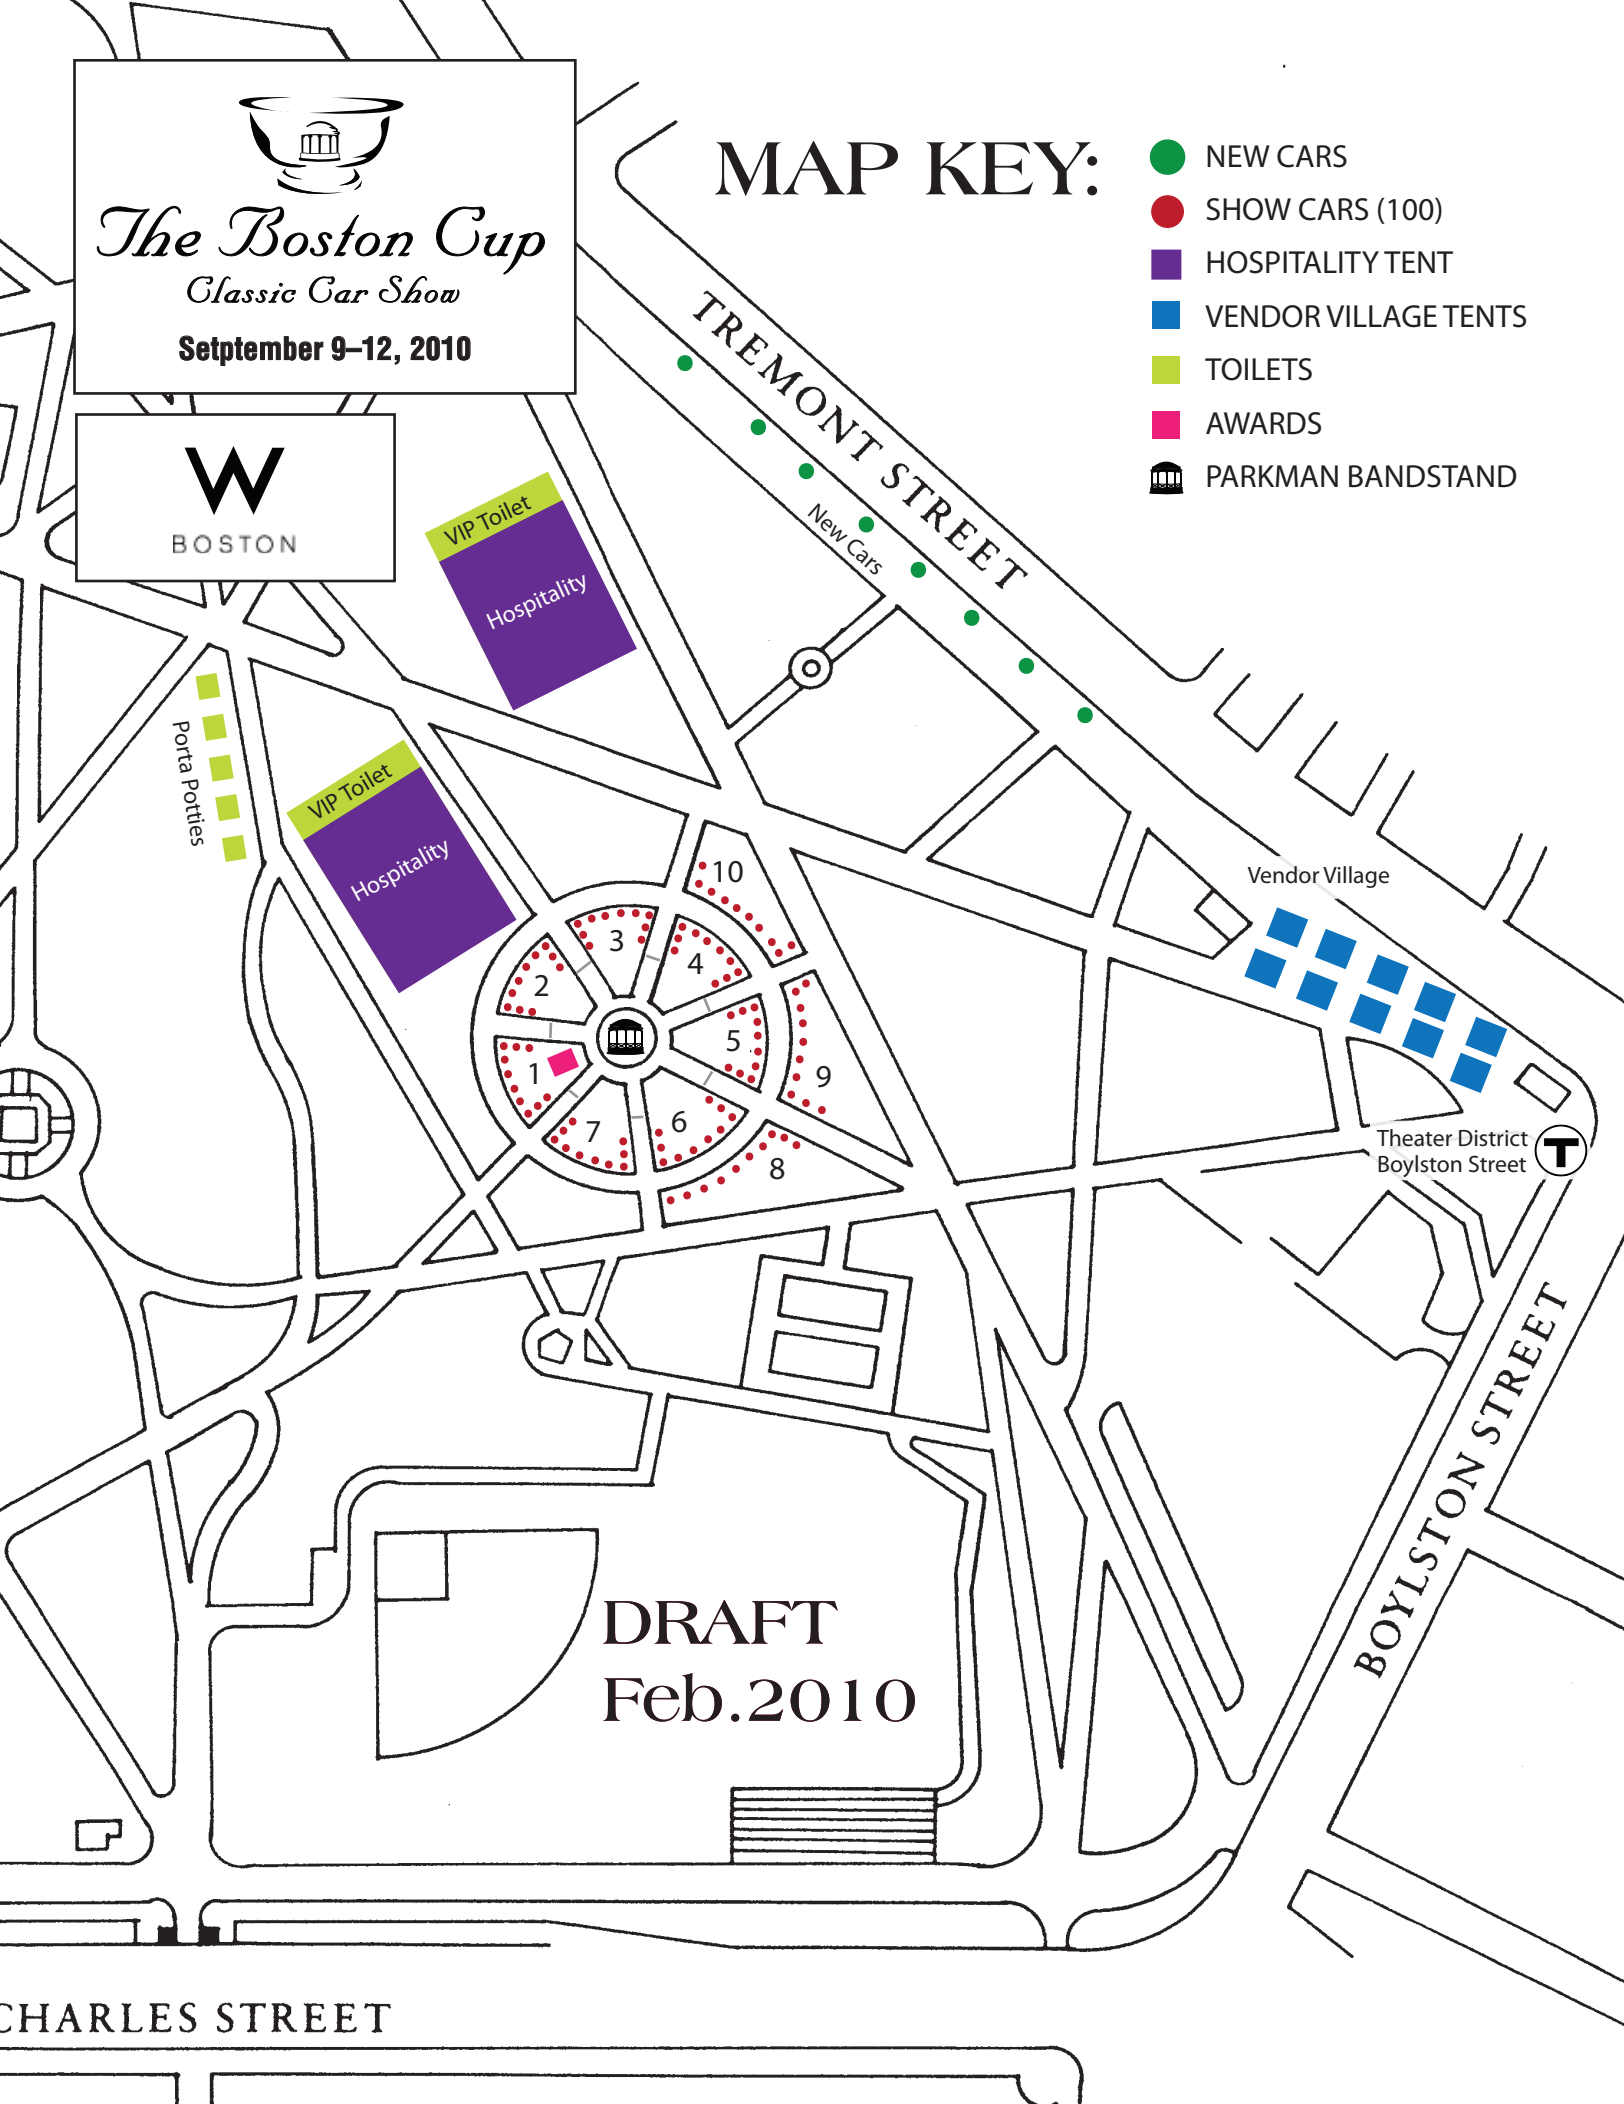 The Boston Cup
Classic Car Show
Setptember 9–12, 2010
W
BOSTON
MAP KEY:
NEW CARS
SHOW CARS (100)
HOSPITALITY TENT
VENDOR VILLAGE TENTS
TOILETS
AWARDS
PARKMAN BANDSTAND
TREMONT STREET
New Cars
VIP Toilet
Hospitality
Porta Potties
VIP Toilet
Hospitality
10
3
4
2
5
1
9
6
7
8
Vendor Village
Theater District
Boylston Street
T
BOYLSTON STREET
DRAFT
Feb.2010
CHARLES STREET